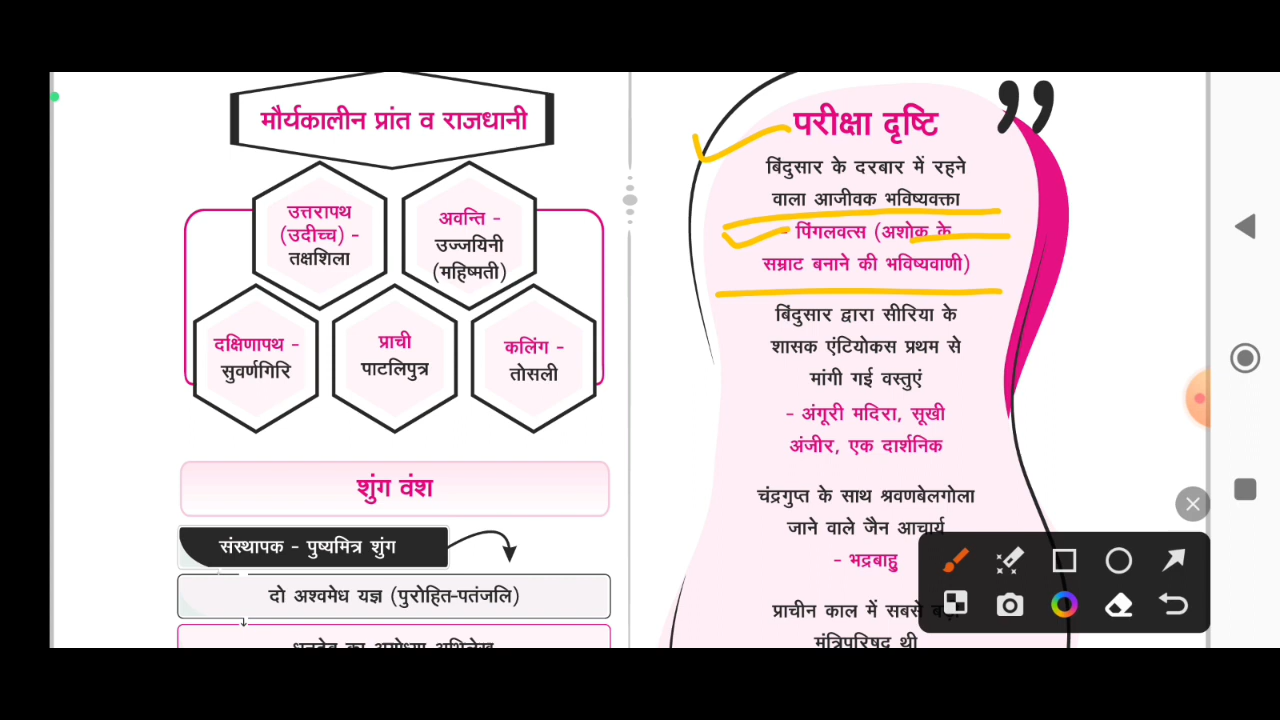 मौर्यकालीन प्रांत व राजधानी
उत्तरापथ
(उदीच्च) -
तक्षशिला
अवन्ति -
उज्जयिनी
(महिष्मती)
दक्षिणापथ -
सुवर्णगिरि
प्राची
पाटलिपुत्र
कलिंग -
तोसली
शुंग वंश
संस्थापक - पुष्यमित्र शुंग
दो अश्वमेध यज्ञ (पुरोहित-पतंजलि)
परीक्षा दृष्टि
बिंदुसार के दरबार में रहने
वाला आजीवक भविष्यवक्ता
- पिंगलवत्स (अशोक के
सम्राट बनाने की भविष्यवाणी)
बिंदुसार द्वारा सीरिया के
शासक एंटियोकस प्रथम से
मांगी गई वस्तुएं
- अंगूरी मदिरा, सूखी
अंजीर, एक दार्शनिक
चंद्रगुप्त के साथ श्रवणबेलगोला
जाने वाले जैन आचार्य
- भद्रबाहु
प्राचीन काल में सबसे
मंत्रिपरिषद थी